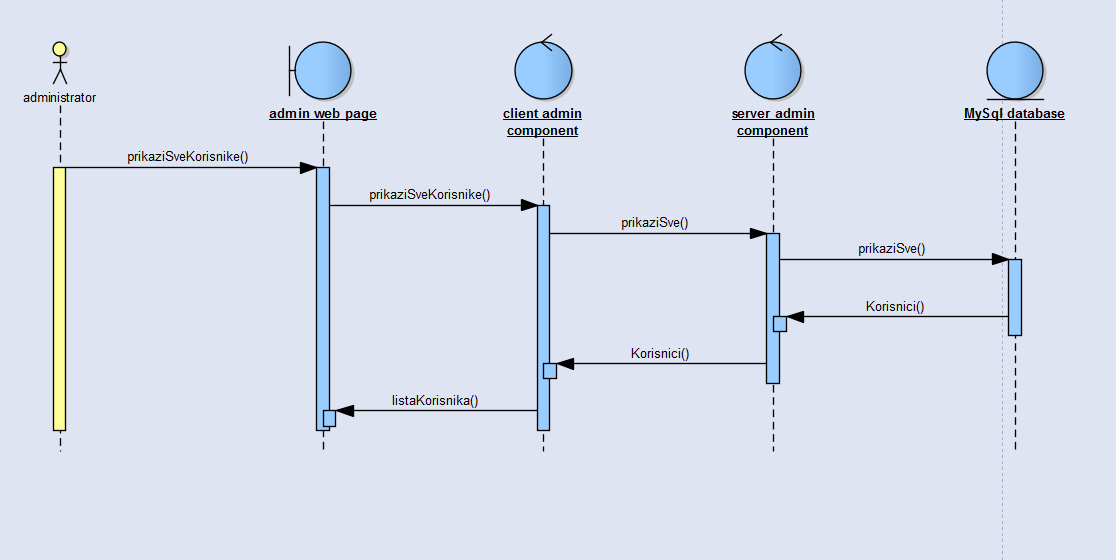 administrator
admin web page
client admin
component
server admin
component
MySql database
prikaziSveKorisnike()
prikaziSveKorisnike()
prikaziSve()
prikaziSve()
Korisnici()
Korisnici()
listaKorisnika()